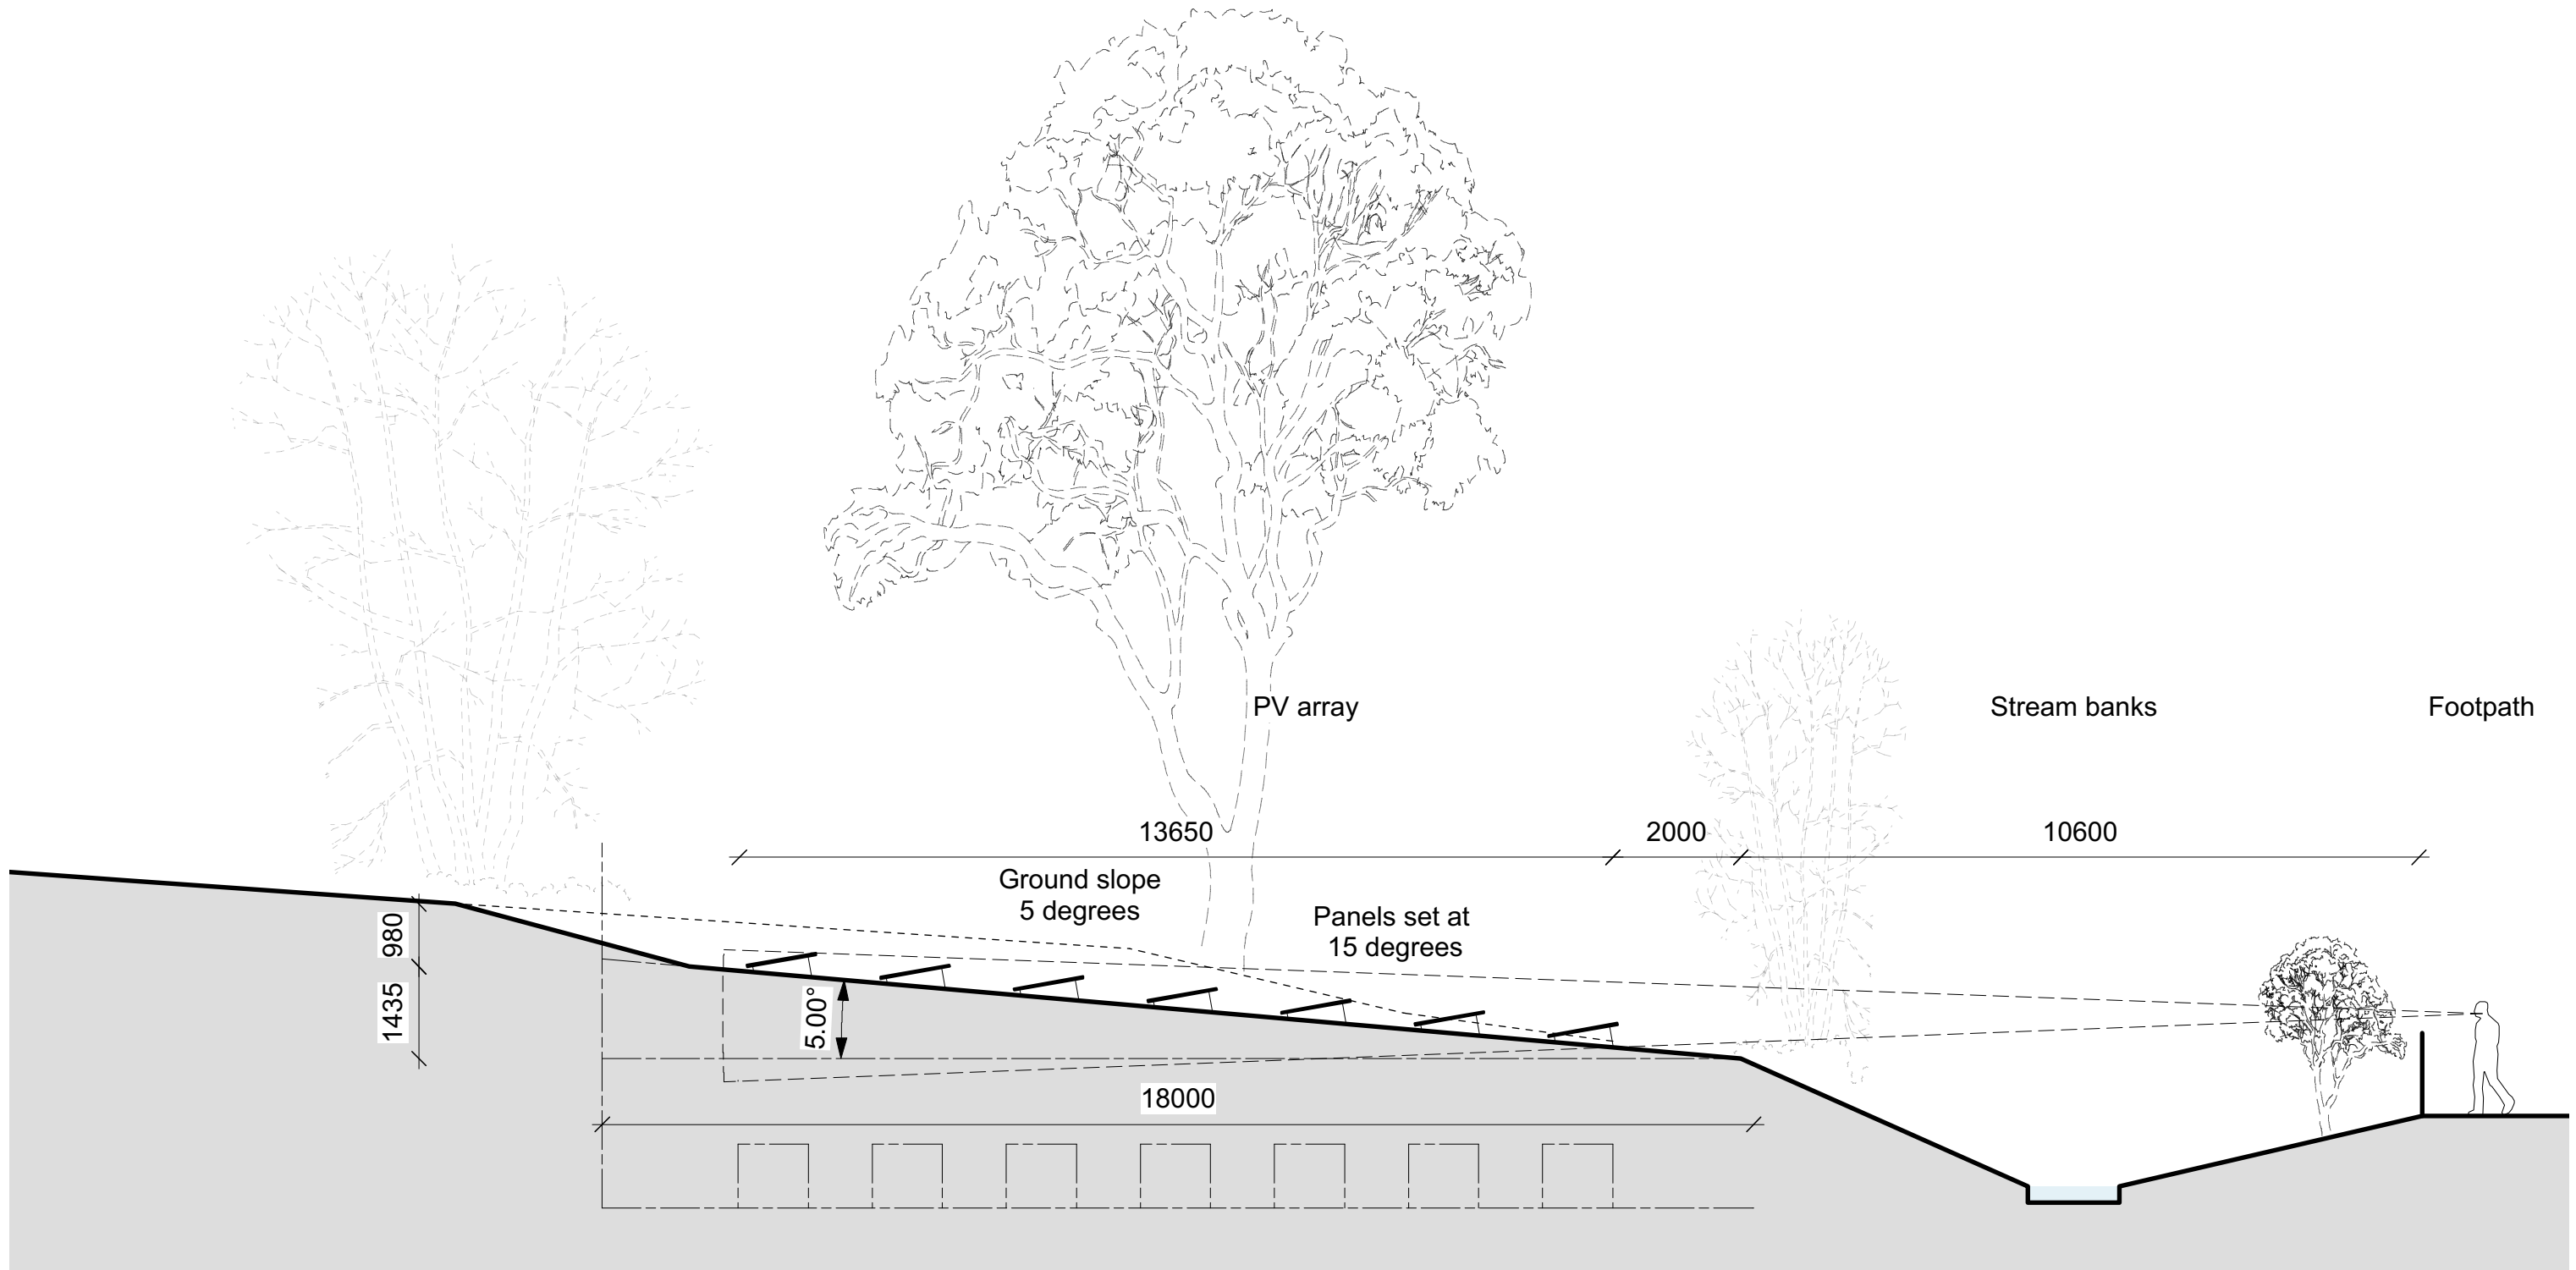 PV array
Stream banks
Footpath
13650
2000
10600
Ground slope
5 degrees
Panels set at
15 degrees
980
1435
5.00°
18000